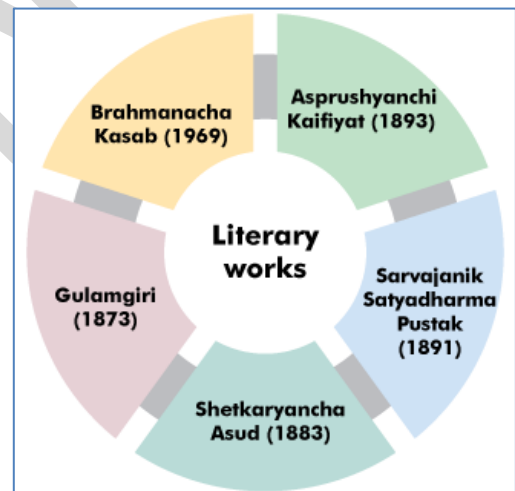 Brahmanacha
Kasab (1969)
Asprushyanchi
Kaifiyat (1893)
Literary
works
Gulamgiri
(1873)
Sarvajanik
Satyadharma
Pustak
(1891)
Shetkaryancha
Asud (1883)